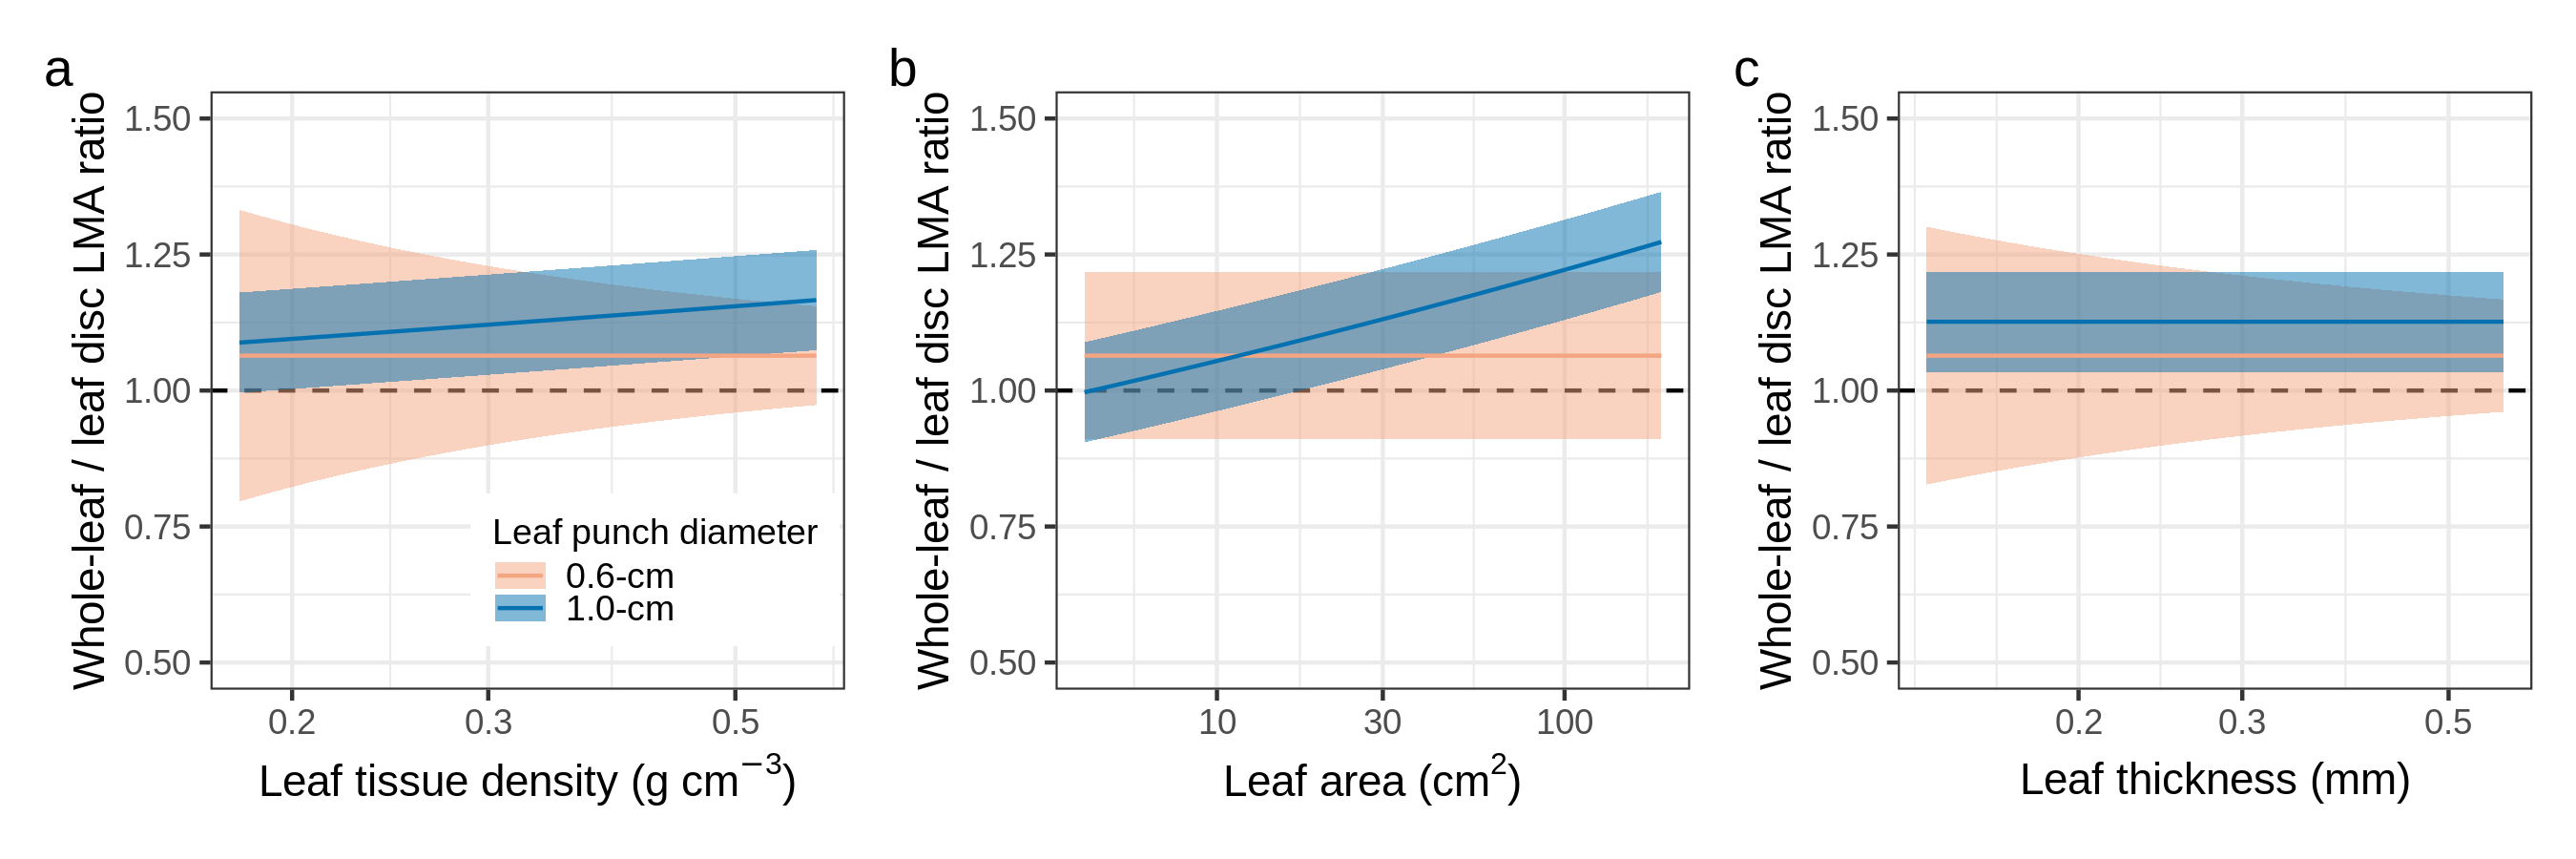 a
Whole-leaf / leaf disc LMA ratio
1.50
1.25
1.00
0.75
0.50
Leaf punch diameter
0.6-cm
1.0-cm
0.2 0.3 0.5
Leaf tissue density (g cm⁻³)
b
Whole-leaf / leaf disc LMA ratio
1.50
1.25
1.00
0.75
0.50
10 30 100
Leaf area (cm²)
c
Whole-leaf / leaf disc LMA ratio
1.50
1.25
1.00
0.75
0.50
0.2 0.3 0.5
Leaf thickness (mm)